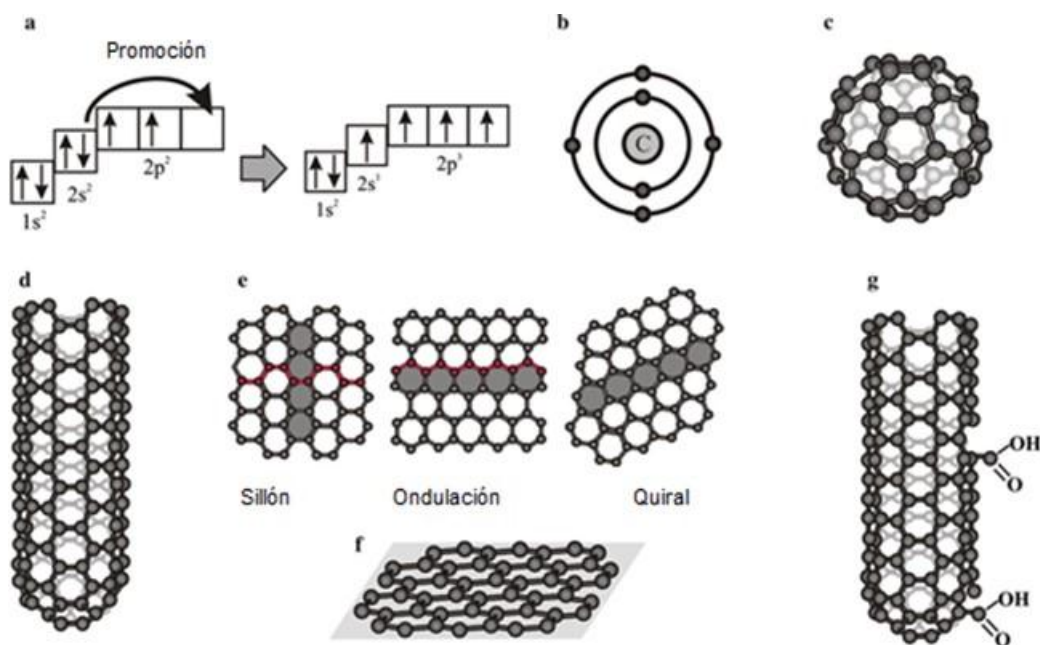 a
Promoción
1s²
2s²
2p²
1s²
2s¹
2p³
b
C
c
d
e
Sillón
Ondulación
Quiral
f
g
OH
O
OH
O